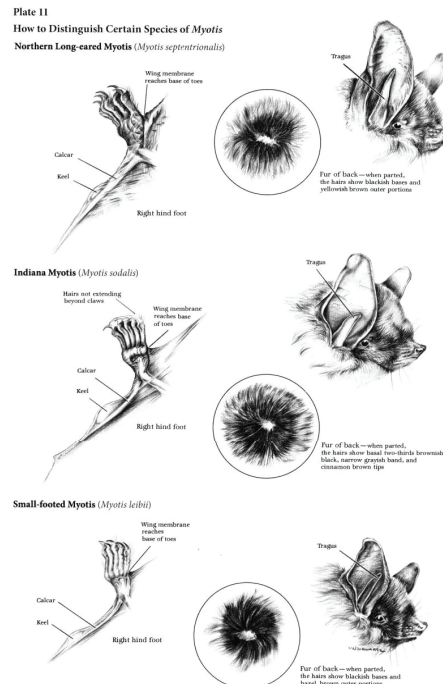 Plate 11
How to Distinguish Certain Species of Myotis
Northern Long-eared Myotis (Myotis septentrionalis)
Wing membrane
reaches base of toes
Tragus
Calcar
Keel
Right hind foot
Fur of back—when parted,
the hairs show blackish bases and
yellowish brown outer portions
Indiana Myotis (Myotis sodalis)
Hairs not extending
beyond claws
Wing membrane
reaches base
of toes
Tragus
Calcar
Keel
Right hind foot
Fur of back—when parted,
the hairs show basal two-thirds brownish
black, narrow grayish band, and
cinnamon brown tips
Small-footed Myotis (Myotis leibii)
Wing membrane
reaches
base of toes
Tragus
Calcar
Keel
Right hind foot
Fur of back—when parted,
the hairs show blackish bases and
hazel brown outer portions